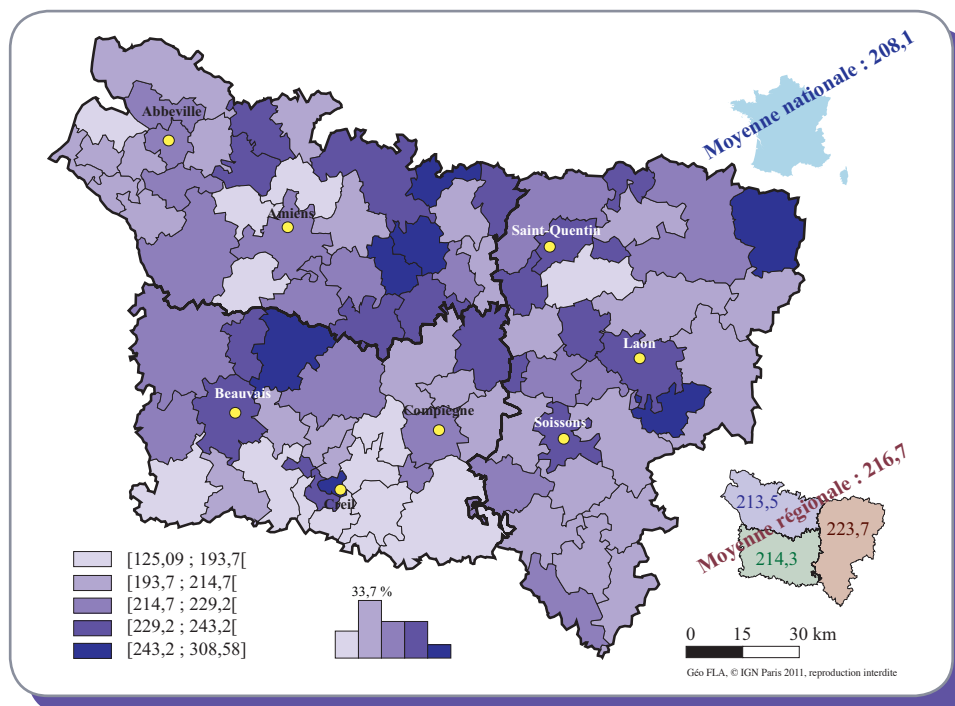 Moyenne nationale : 208,1
Abbeville
Amiens
Saint-Quentin
Laon
Beauvais
Compiègne
Soissons
Creil
Moyenne régionale : 216,7
213,5
223,7
214,3
[125,09 ; 193,7[
[193,7 ; 214,7[
[214,7 ; 229,2[
[229,2 ; 243,2[
[243,2 ; 308,58]
33,7 %
0 15 30 km
Géo FLA, © IGN Paris 2011, reproduction interdite